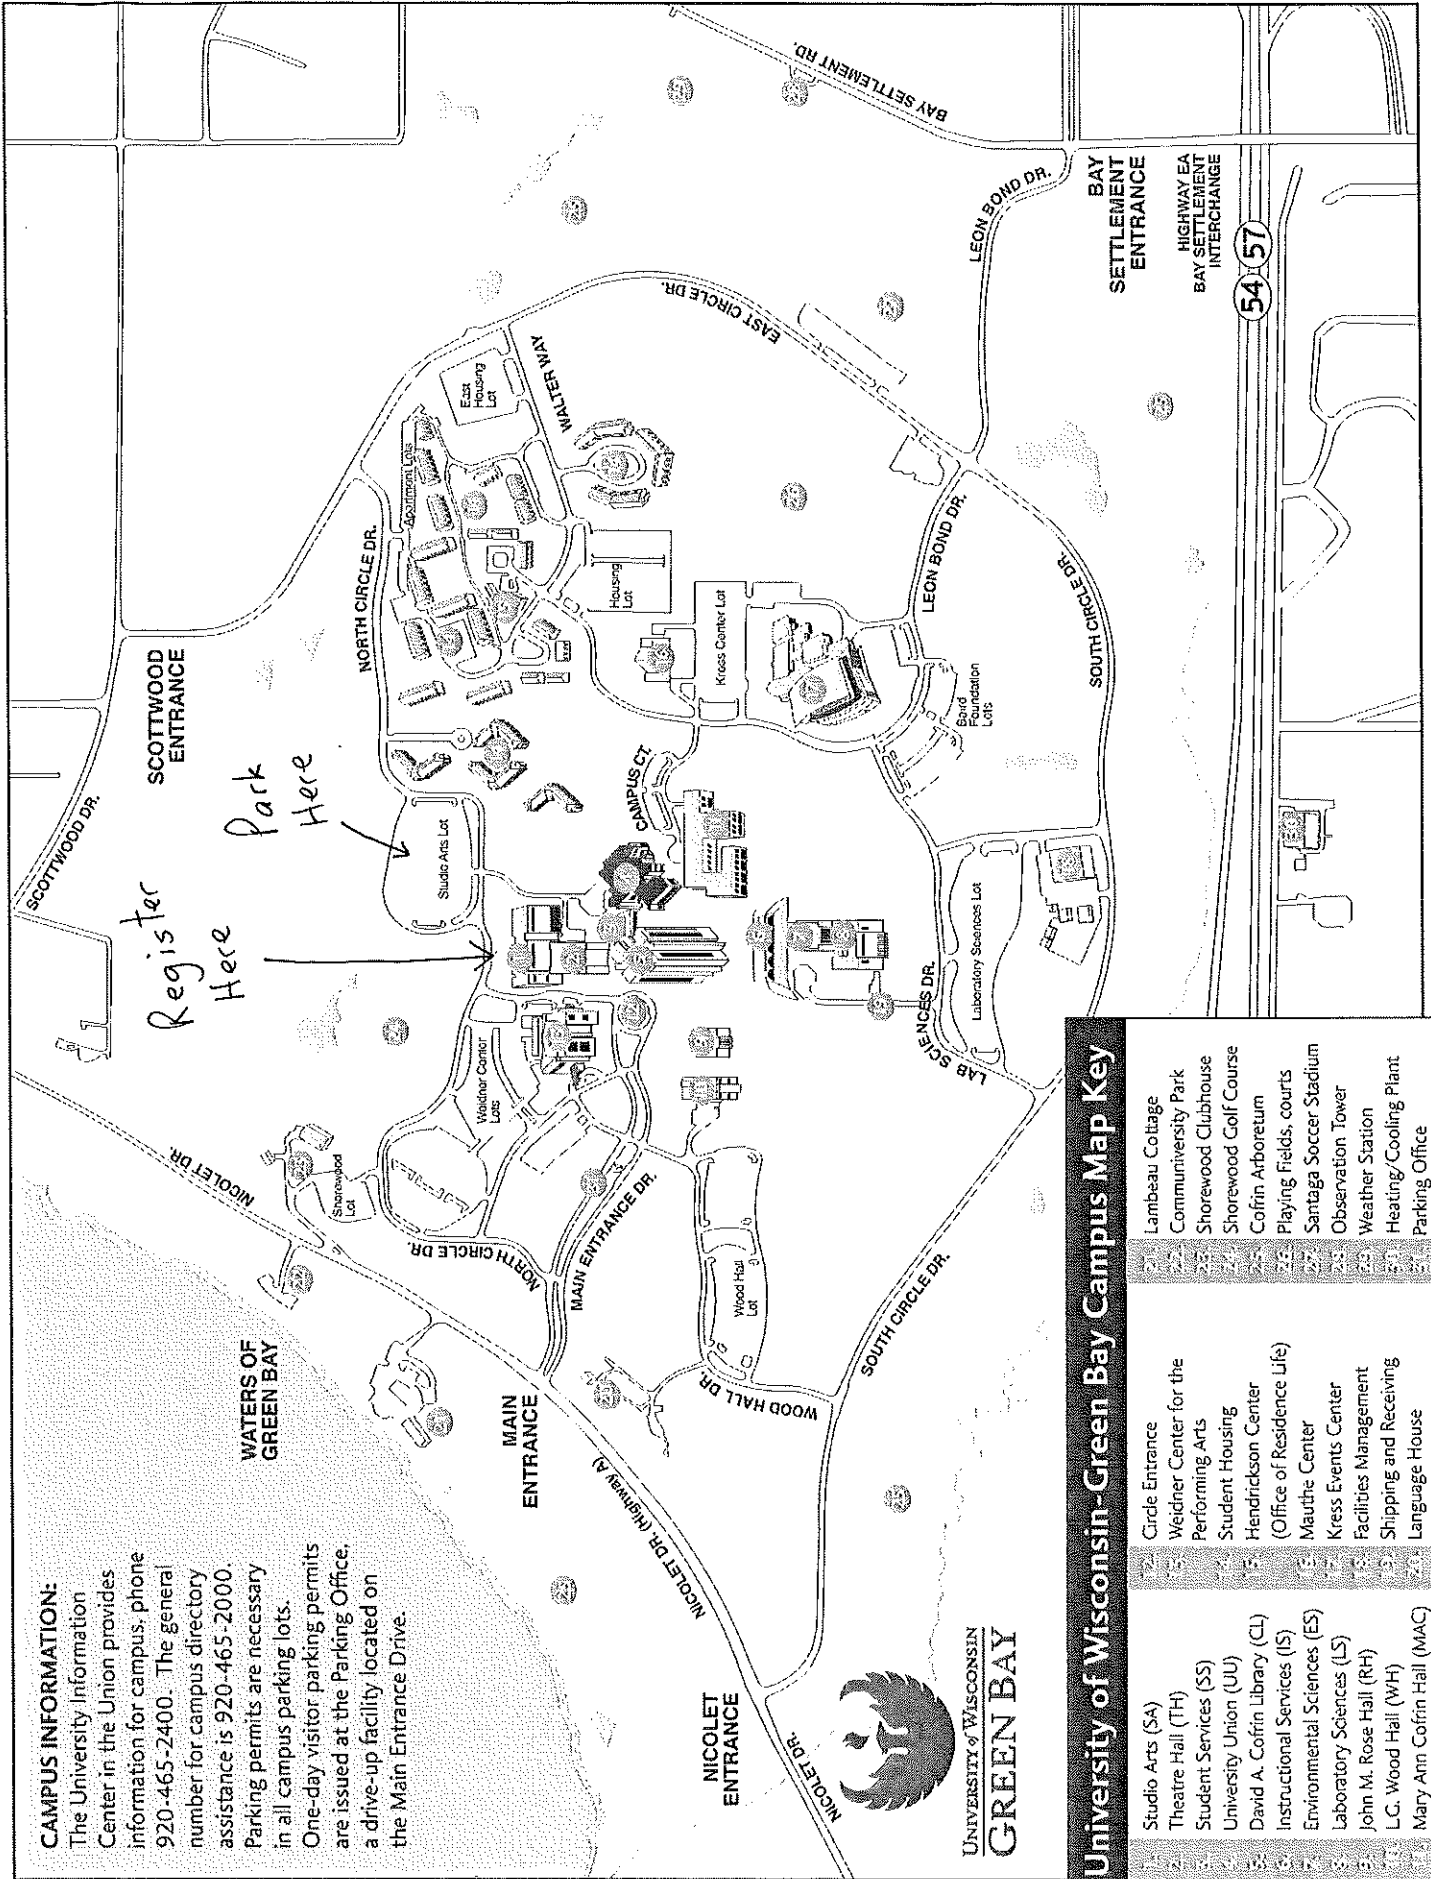 CAMPUS INFORMATION:
The University Information
Center in the Union provides
information for campus. phone
920-465-2400. The general
number for campus directory
assistance is 920-465-2000.
Parking permits are necessary
in all campus parking lots.
One-day visitor parking permits
are issued at the Parking Office,
a drive-up facility located on
the Main Entrance Drive.
WATERS OF
GREEN BAY
Register
Here
Park
Here
SCOTTWOOD DR.
SCOTTWOOD
ENTRANCE
NICOLET DR.
Shorewood
Lot
Weidner Center
Lots
Studio Arts Lot
NORTH CIRCLE DR.
Apartment Lots
East
Housing
Lot
WALTER WAY
Housing
Lot
NORTH CIRCLE DR.
MAIN ENTRANCE DR.
MAIN
ENTRANCE
CAMPUS CT.
Kress Center Lot
EAST CIRCLE DR.
BAY SETTLEMENT RD.
NICOLET DR. (Highway A)
Wood Hall
Lot
WOOD HALL DR.
LAB SCIENCES DR.
Laboratory Sciences Lot
Baird
Foundation
Lots
LEON BOND DR.
LEON BOND DR.
SOUTH CIRCLE DR.
SOUTH CIRCLE DR.
BAY
SETTLEMENT
ENTRANCE
HIGHWAY EA
BAY SETTLEMENT
INTERCHANGE
54 57
NICOLET
ENTRANCE
NICOLET DR.
UNIVERSITY of WISCONSIN
GREEN BAY
University of Wisconsin-Green Bay Campus Map Key
Studio Arts (SA)
Theatre Hall (TH)
Student Services (SS)
University Union (UU)
David A. Cofrin Library (CL)
Instructional Services (IS)
Environmental Sciences (ES)
Laboratory Sciences (LS)
John M. Rose Hall (RH)
L.C. Wood Hall (WH)
Mary Ann Cofrin Hall (MAC)
Circle Entrance
Weidner Center for the
Performing Arts
Student Housing
Hendrickson Center
(Office of Residence Life)
Mauthe Center
Kress Events Center
Facilities Management
Shipping and Receiving
Language House
Lambeau Cottage
Communiversity Park
Shorewood Clubhouse
Shorewood Golf Course
Cofrin Arboretum
Playing Fields, courts
Santaga Soccer Stadium
Observation Tower
Weather Station
Heating/Cooling Plant
Parking Office